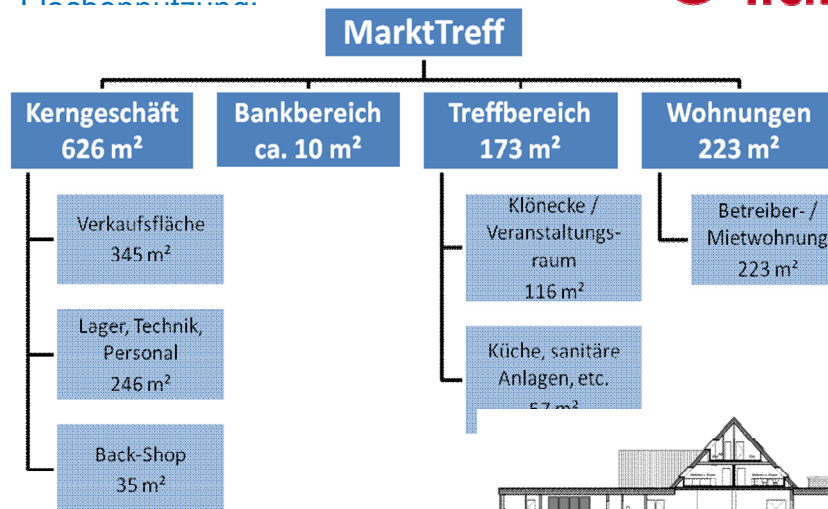 MarktTreff
Kerngeschäft
626 m²
Bankbereich
ca. 10 m²
Treffbereich
173 m²
Wohnungen
223 m²
Verkaufsfläche
345 m²
Lager, Technik,
Personal
246 m²
Back-Shop
35 m²
Klönecke /
Veranstaltungs-
raum
116 m²
Küche, sanitäre
Anlagen, etc.
57 m²
Betreiber- /
Mietwohnung
223 m²